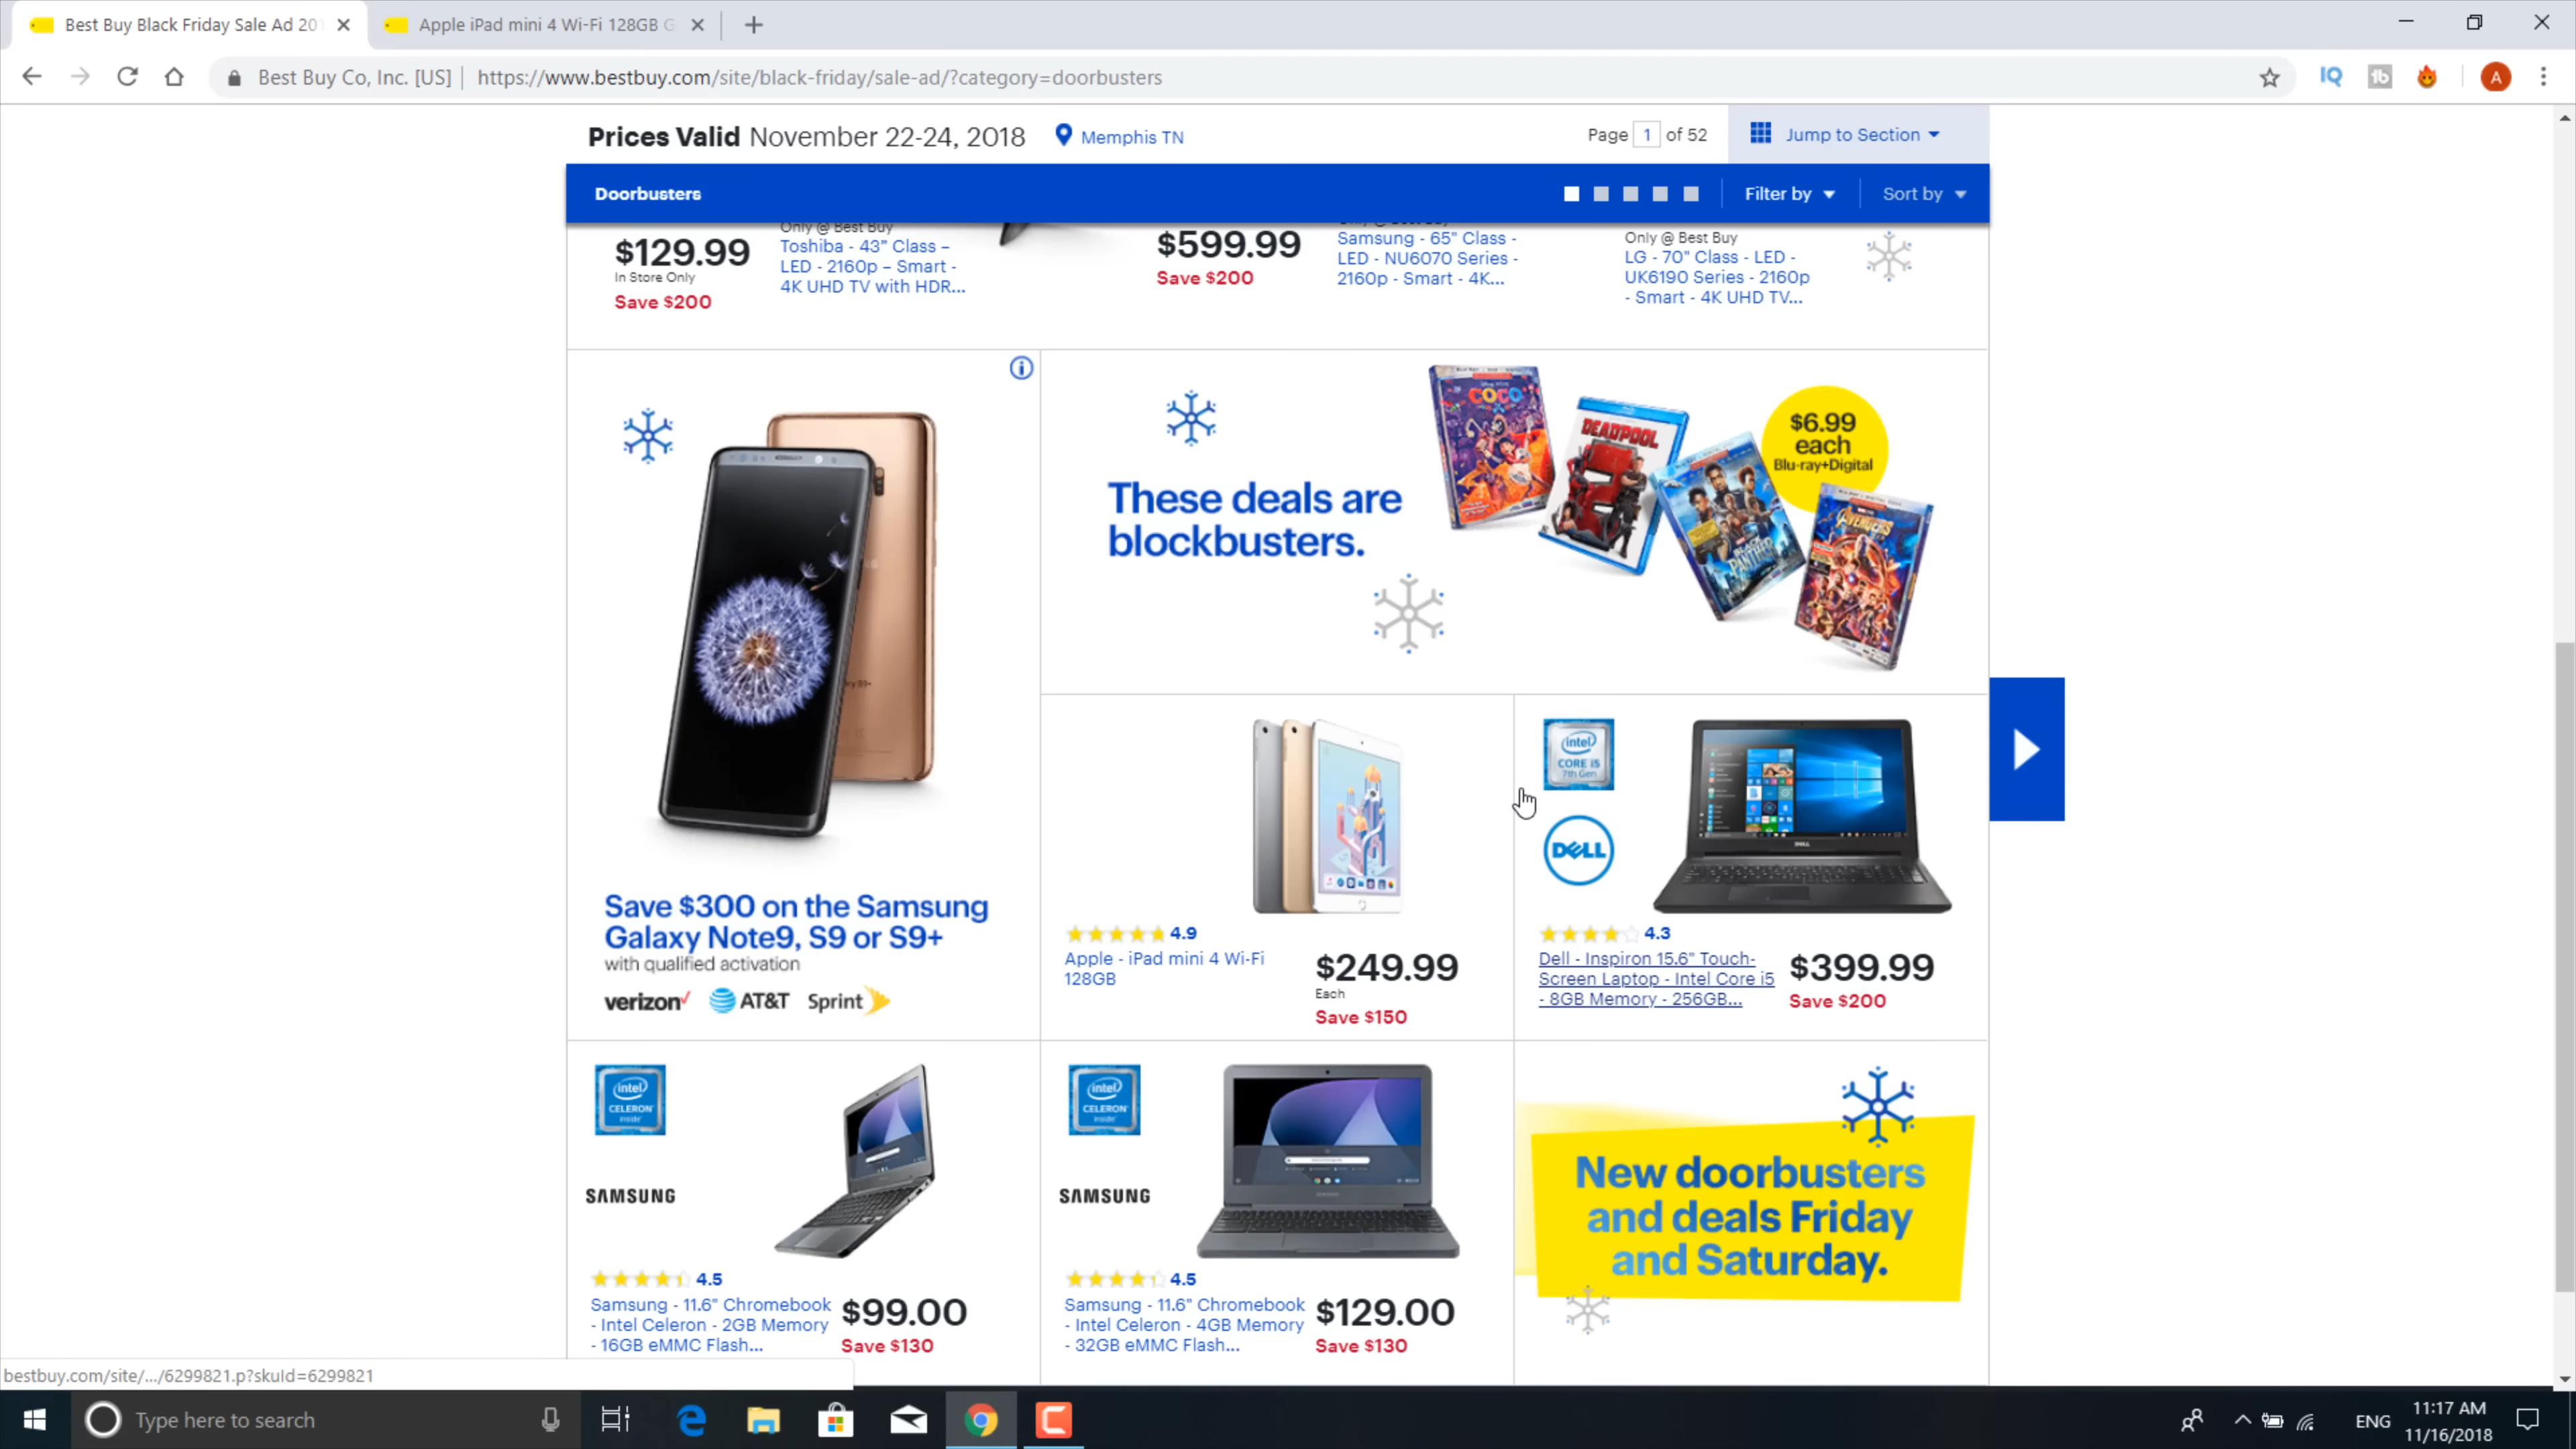 Best Buy Black Friday Sale Ad 201
Apple iPad mini 4 Wi-Fi 128GB G
Best Buy Co, Inc. [US]
https://www.bestbuy.com/site/black-friday/sale-ad/?category=doorbusters
IQ
A
Prices Valid November 22-24, 2018
Memphis TN
Page 1 of 52
Jump to Section
Doorbusters
Filter by
Sort by
$129.99
In Store Only
Save $200
Only @ Best Buy
Toshiba - 43" Class –
LED - 2160p – Smart -
4K UHD TV with HDR...
$599.99
Save $200
Only @ Best Buy
Samsung - 65" Class -
LED - NU6070 Series -
2160p - Smart - 4K...
Only @ Best Buy
LG - 70" Class - LED -
UK6190 Series - 2160p
- Smart - 4K UHD TV...
These deals are
blockbusters.
COCO
DEADPOOL
BLACK PANTHER
AVENGERS
$6.99
each
Blu-ray+Digital
Save $300 on the Samsung
Galaxy Note9, S9 or S9+
with qualified activation
verizon
AT&T
Sprint
4.9
Apple - iPad mini 4 Wi-Fi
128GB
$249.99
Each
Save $150
intel
CORE i5
7th Gen
DELL
DELL
4.3
Dell - Inspiron 15.6" Touch-
Screen Laptop - Intel Core i5
- 8GB Memory - 256GB...
$399.99
Save $200
intel
CELERON
inside
SAMSUNG
4.5
Samsung - 11.6" Chromebook
- Intel Celeron - 2GB Memory
- 16GB eMMC Flash...
$99.00
Save $130
intel
CELERON
inside
SAMSUNG
4.5
Samsung - 11.6" Chromebook
- Intel Celeron - 4GB Memory
- 32GB eMMC Flash...
$129.00
Save $130
New doorbusters
and deals Friday
and Saturday.
bestbuy.com/site/.../6299821.p?skuId=6299821
Type here to search
ENG
11:17 AM
11/16/2018